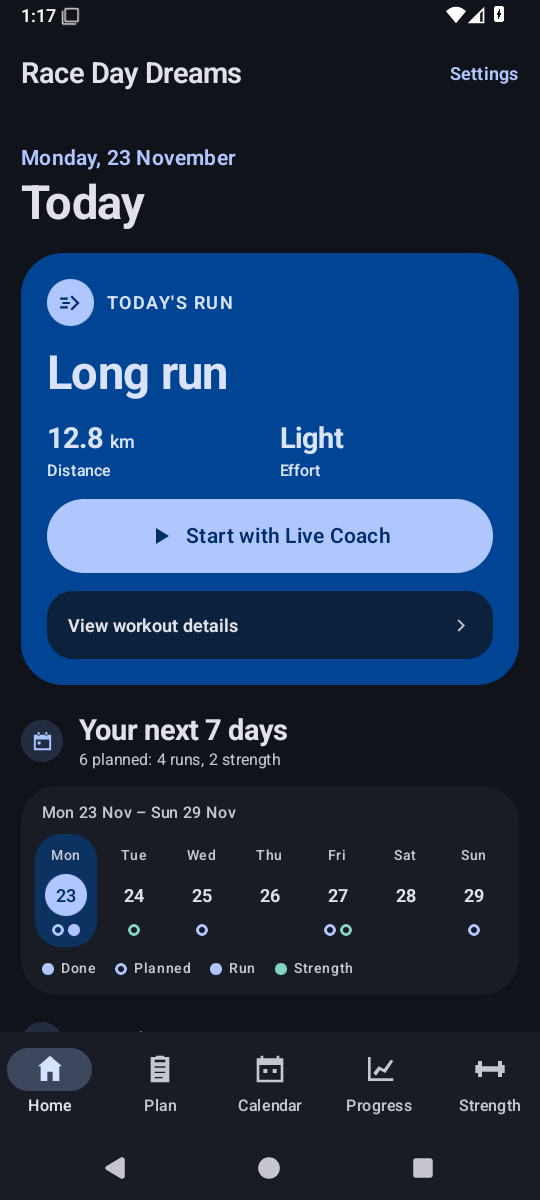 1:17
Race Day Dreams
Settings
Monday, 23 November
Today
TODAY'S RUN
Long run
12.8 km
Light
Distance
Effort
Start with Live Coach
View workout details
Your next 7 days
6 planned: 4 runs, 2 strength
Mon 23 Nov – Sun 29 Nov
Mon Tue Wed Thu Fri Sat Sun
23 24 25 26 27 28 29
Done Planned Run Strength
Home Plan Calendar Progress Strength